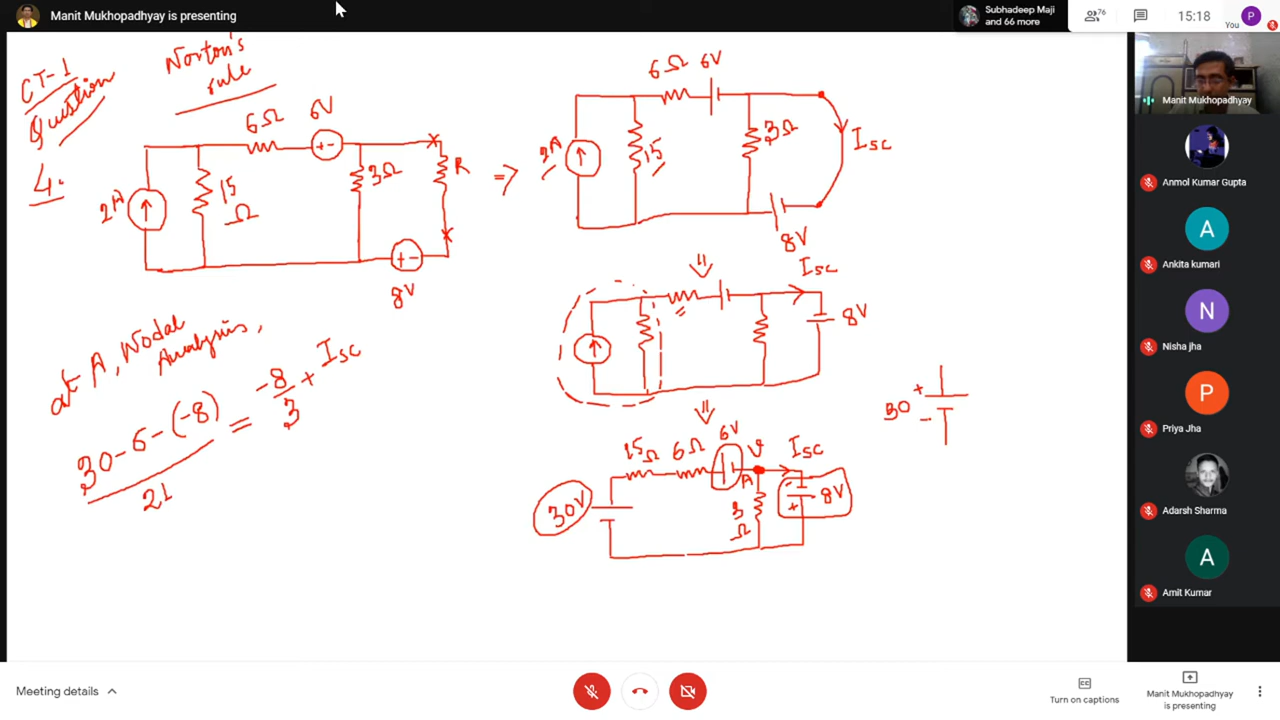 Manit Mukhopadhyay is presenting
Subhadeep Maji
and 66 more
76
15:18
P
You
CT-1
Question
4.
Norton's
rule
6Ω 6V
+ -
2A
15
Ω
3Ω
R
+ -
8V
⇒
6Ω 6V
2A
15
3Ω
Isc
8V
⇓
Isc
8V
⇓
15Ω 6Ω 6V V Isc
A
30V
3
Ω
-
+
8V
+
30
-
at A, Nodal
Analysis,
30-6-(-8) / 21 = -8/3 + Isc
Manit Mukhopadhyay
Anmol Kumar Gupta
A
Ankita kumari
N
Nisha jha
P
Priya Jha
Adarsh Sharma
A
Amit Kumar
Meeting details
CC
Turn on captions
Manit Mukhopadhyay
is presenting